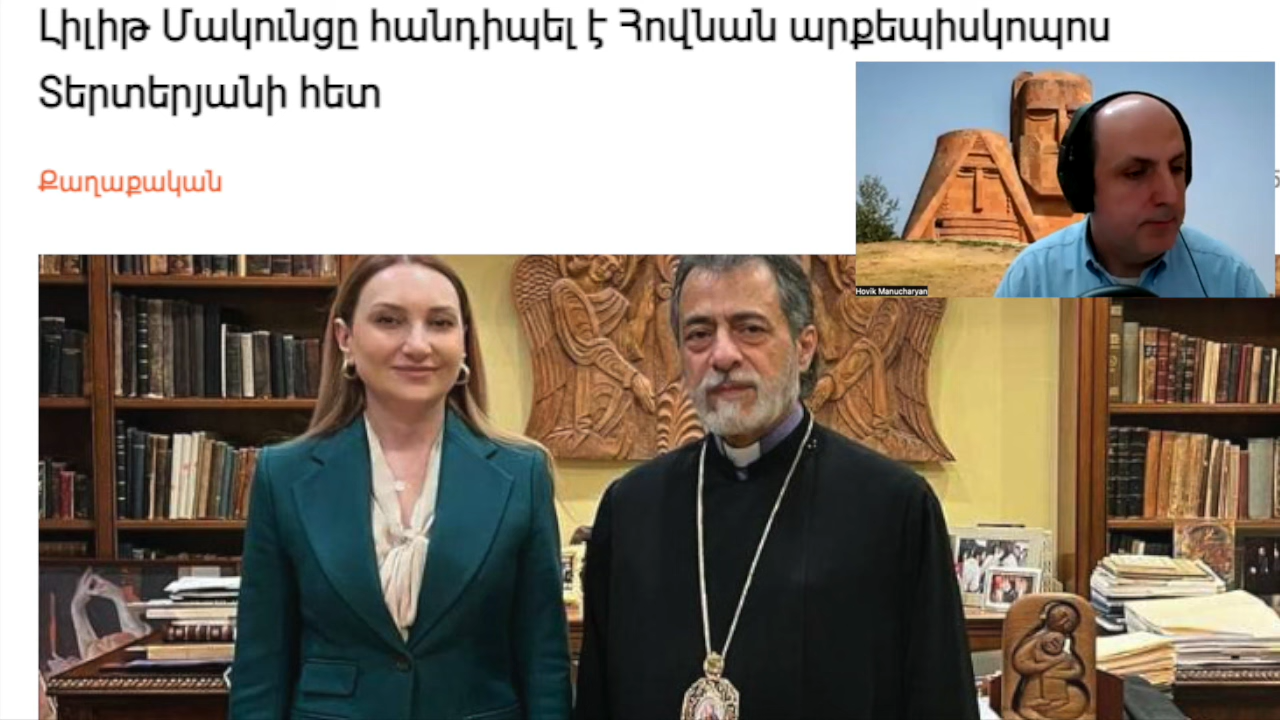 Լիլիթ Մակունցը հանդիպել է Հովնան արքեպիսկոպոս
Տերտերյանի հետ
Քաղաքական
Hovik Manucharyan